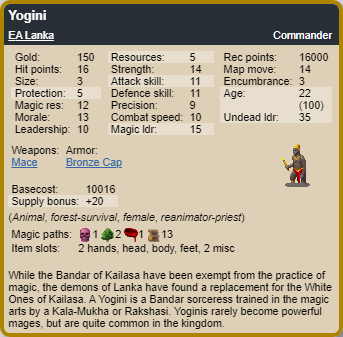 Yogini
EA Lanka Commander
Gold: 150 Resources: 5 Rec points: 16000
Hit points: 16 Strength: 14 Map move: 14
Size: 3 Attack skill: 11 Encumbrance: 3
Protection: 5 Defence skill: 11 Age: 22
Magic res: 12 Precision: 9 (100)
Morale: 13 Combat speed: 10 Undead ldr: 35
Leadership: 10 Magic ldr: 15
Weapons: Armor:
Mace Bronze Cap
Basecost: 10016
Supply bonus: +20
(Animal, forest-survival, female, reanimator-priest)
Magic paths: 1 2 1 13
Item slots: 2 hands, head, body, feet, 2 misc
While the Bandar of Kailasa have been exempt from the practice of
magic, the demons of Lanka have found a replacement for the White
Ones of Kailasa. A Yogini is a Bandar sorceress trained in the magic
arts by a Kala-Mukha or Rakshasi. Yoginis rarely become powerful
mages, but are quite common in the kingdom.